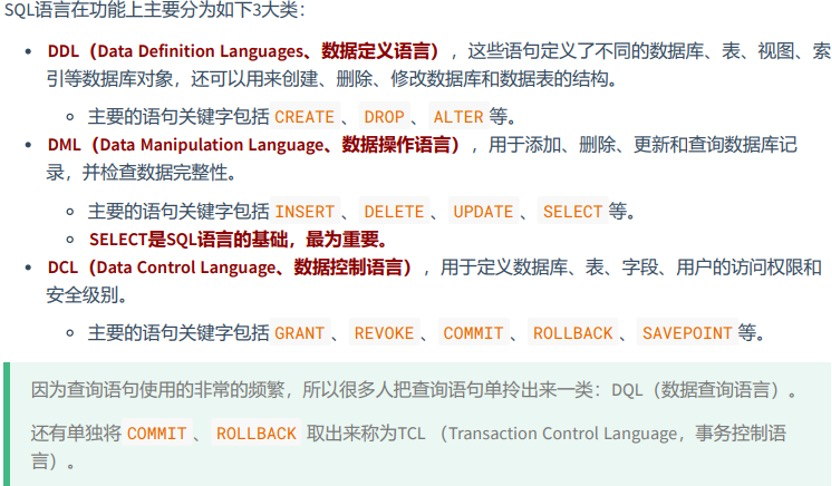 SQL语言在功能上主要分为如下3大类：
DDL（Data Definition Languages、数据定义语言），这些语句定义了不同的数据库、表、视图、索
引等数据库对象，还可以用来创建、删除、修改数据库和数据表的结构。
主要的语句关键字包括 CREATE 、 DROP 、 ALTER 等。
DML（Data Manipulation Language、数据操作语言），用于添加、删除、更新和查询数据库记
录，并检查数据完整性。
主要的语句关键字包括 INSERT 、 DELETE 、 UPDATE 、 SELECT 等。
SELECT是SQL语言的基础，最为重要。
DCL（Data Control Language、数据控制语言），用于定义数据库、表、字段、用户的访问权限和
安全级别。
主要的语句关键字包括 GRANT 、 REVOKE 、 COMMIT 、 ROLLBACK 、 SAVEPOINT 等。
因为查询语句使用的非常的频繁，所以很多人把查询语句单拎出来一类：DQL（数据查询语言）。
还有单独将 COMMIT 、 ROLLBACK 取出来称为TCL （Transaction Control Language，事务控制语
言）。